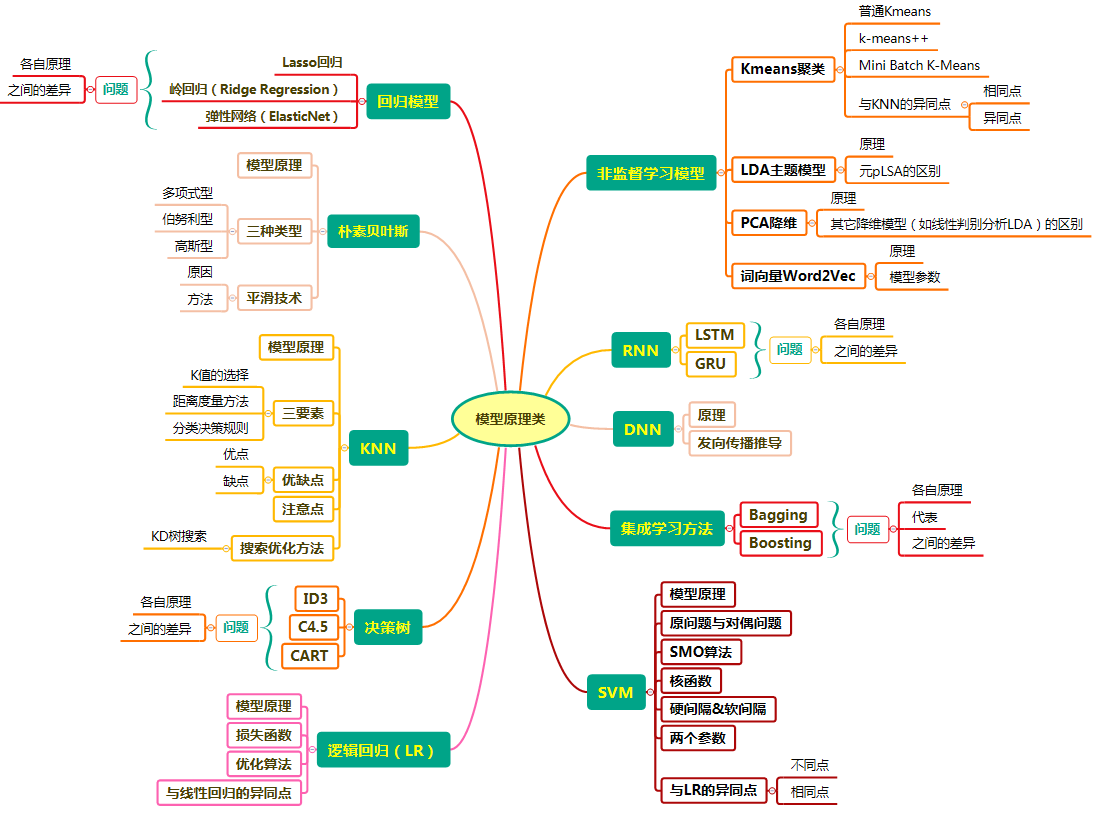 模型原理类
回归模型
Lasso回归
岭回归（Ridge Regression）
弹性网络（ElasticNet）
问题
各自原理
之间的差异
朴素贝叶斯
模型原理
三种类型
多项式型
伯努利型
高斯型
平滑技术
原因
方法
KNN
模型原理
三要素
K值的选择
距离度量方法
分类决策规则
优缺点
优点
缺点
注意点
搜索优化方法
KD树搜索
决策树
ID3
C4.5
CART
问题
各自原理
之间的差异
逻辑回归（LR）
模型原理
损失函数
优化算法
与线性回归的异同点
非监督学习模型
Kmeans聚类
普通Kmeans
k-means++
Mini Batch K-Means
与KNN的异同点
相同点
异同点
LDA主题模型
原理
元pLSA的区别
PCA降维
原理
其它降维模型（如线性判别分析LDA）的区别
词向量Word2Vec
原理
模型参数
RNN
LSTM
GRU
问题
各自原理
之间的差异
DNN
原理
发向传播推导
集成学习方法
Bagging
Boosting
问题
各自原理
代表
之间的差异
SVM
模型原理
原问题与对偶问题
SMO算法
核函数
硬间隔&软间隔
两个参数
与LR的异同点
不同点
相同点